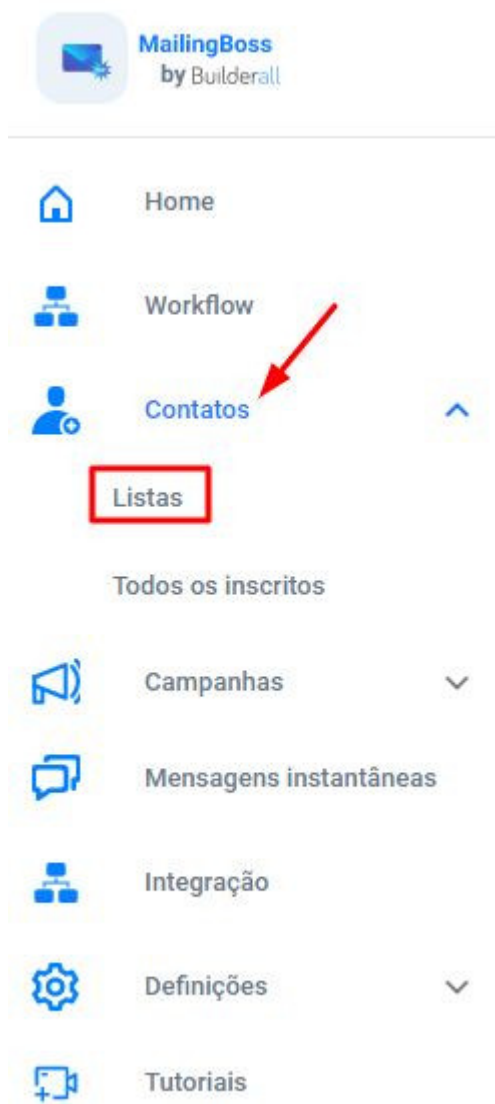 MailingBoss
by Builderall
Home
Workflow
Contatos
Listas
Todos os inscritos
Campanhas
Mensagens instantâneas
Integração
Definições
Tutoriais